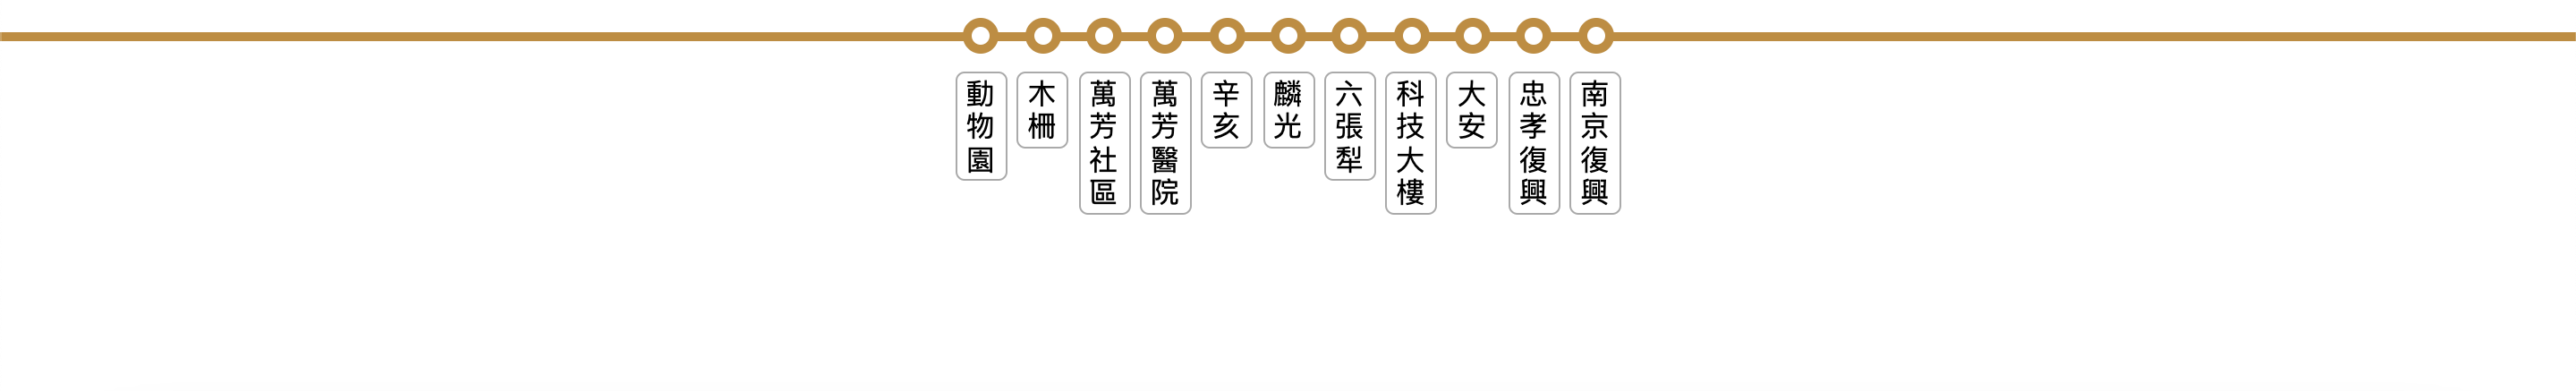 動物園
木柵
萬芳社區
萬芳醫院
辛亥
麟光
六張犁
科技大樓
大安
忠孝復興
南京復興